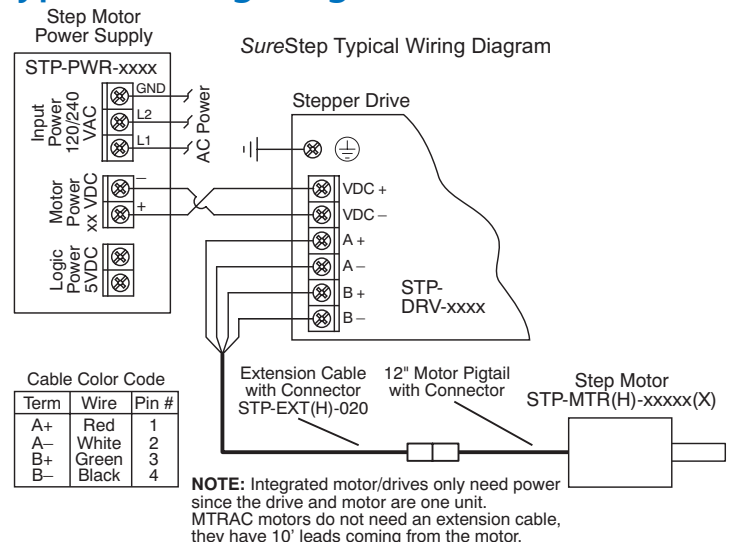 Step Motor
Power Supply
SureStep Typical Wiring Diagram
STP-PWR-xxxx
Input
Power
120/240
VAC
GND
L2
L1
AC Power
Motor
Power
xx VDC
–
+
Logic
Power
5VDC
Stepper Drive
VDC +
VDC –
A +
A –
B +
B –
STP-
DRV-xxxx
Cable Color Code
Term Wire Pin #
A+ Red 1
A– White 2
B+ Green 3
B– Black 4
Extension Cable
with Connector
STP-EXT(H)-020
12" Motor Pigtail
with Connector
Step Motor
STP-MTR(H)-xxxxx(X)
NOTE: Integrated motor/drives only need power
since the drive and motor are one unit.
MTRAC motors do not need an extension cable,
they have 10’ leads coming from the motor.